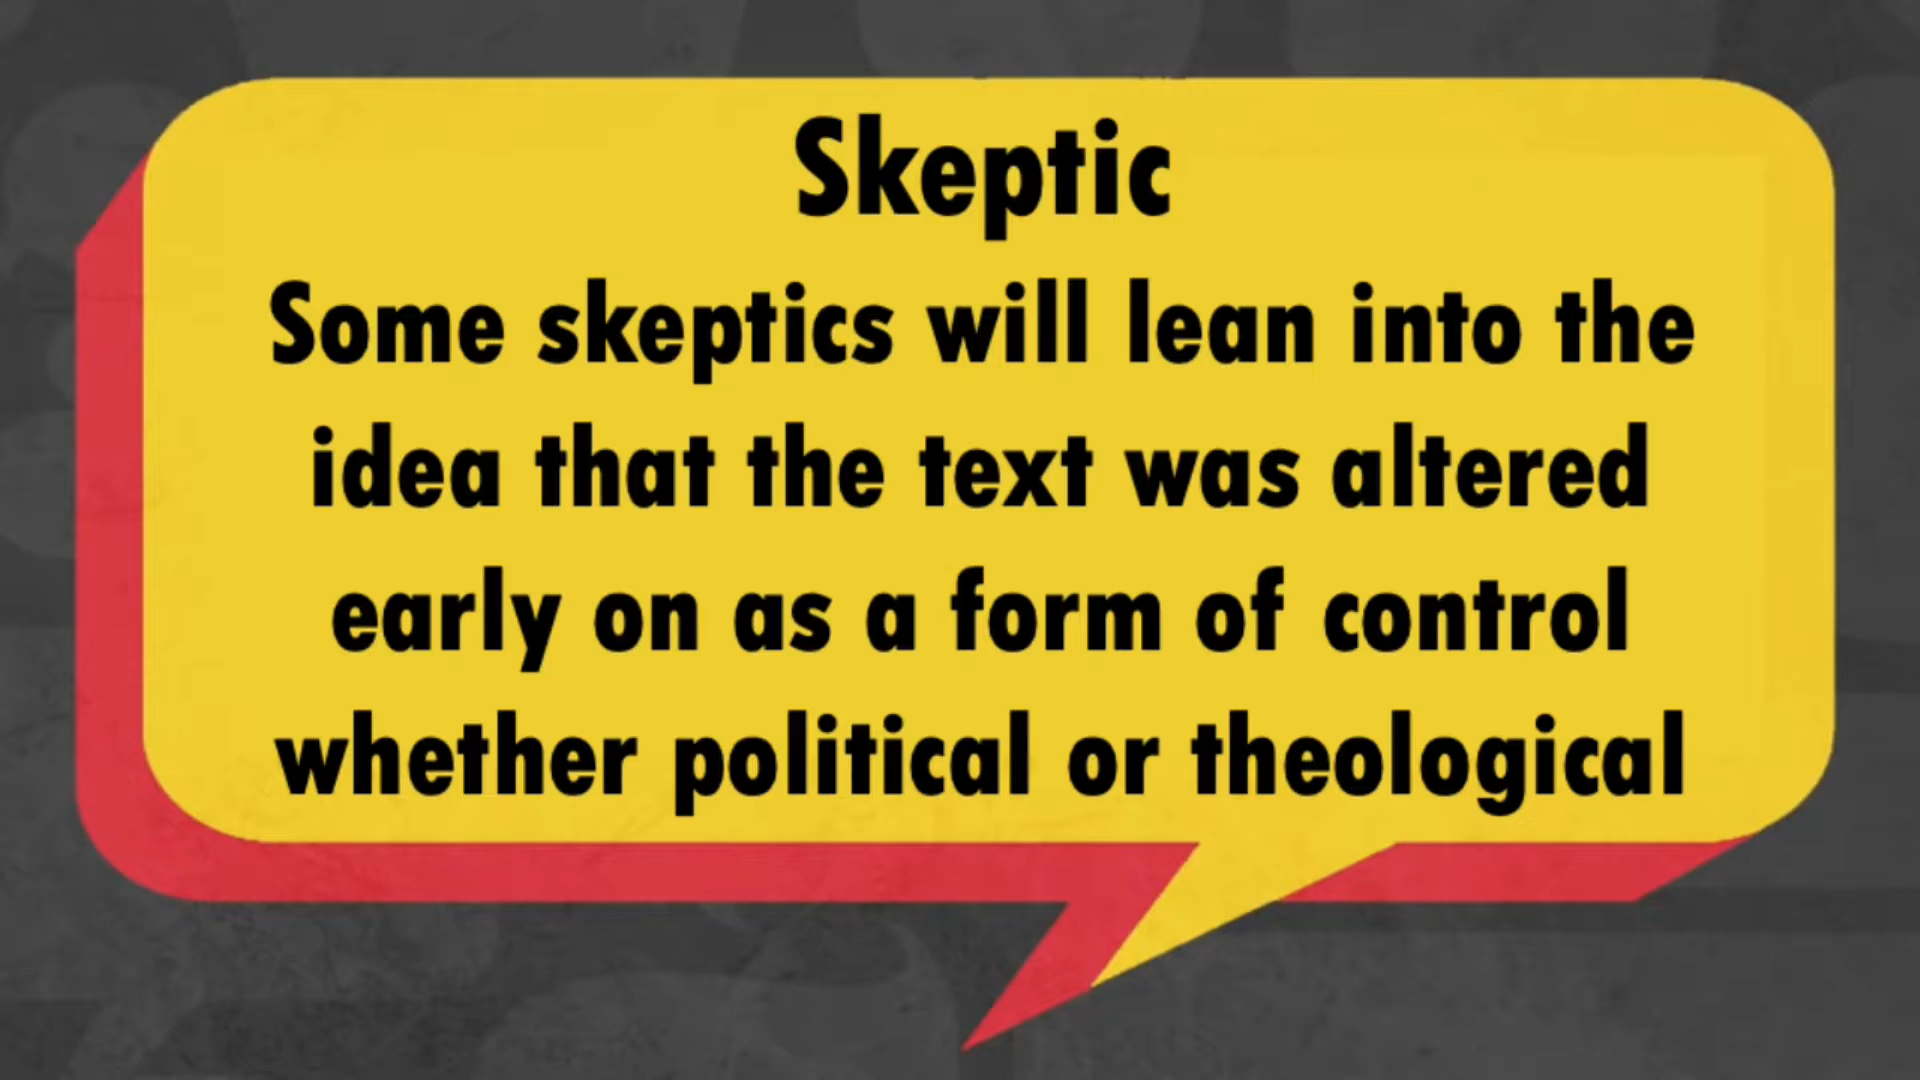 Skeptic
Some skeptics will lean into the
idea that the text was altered
early on as a form of control
whether political or theological